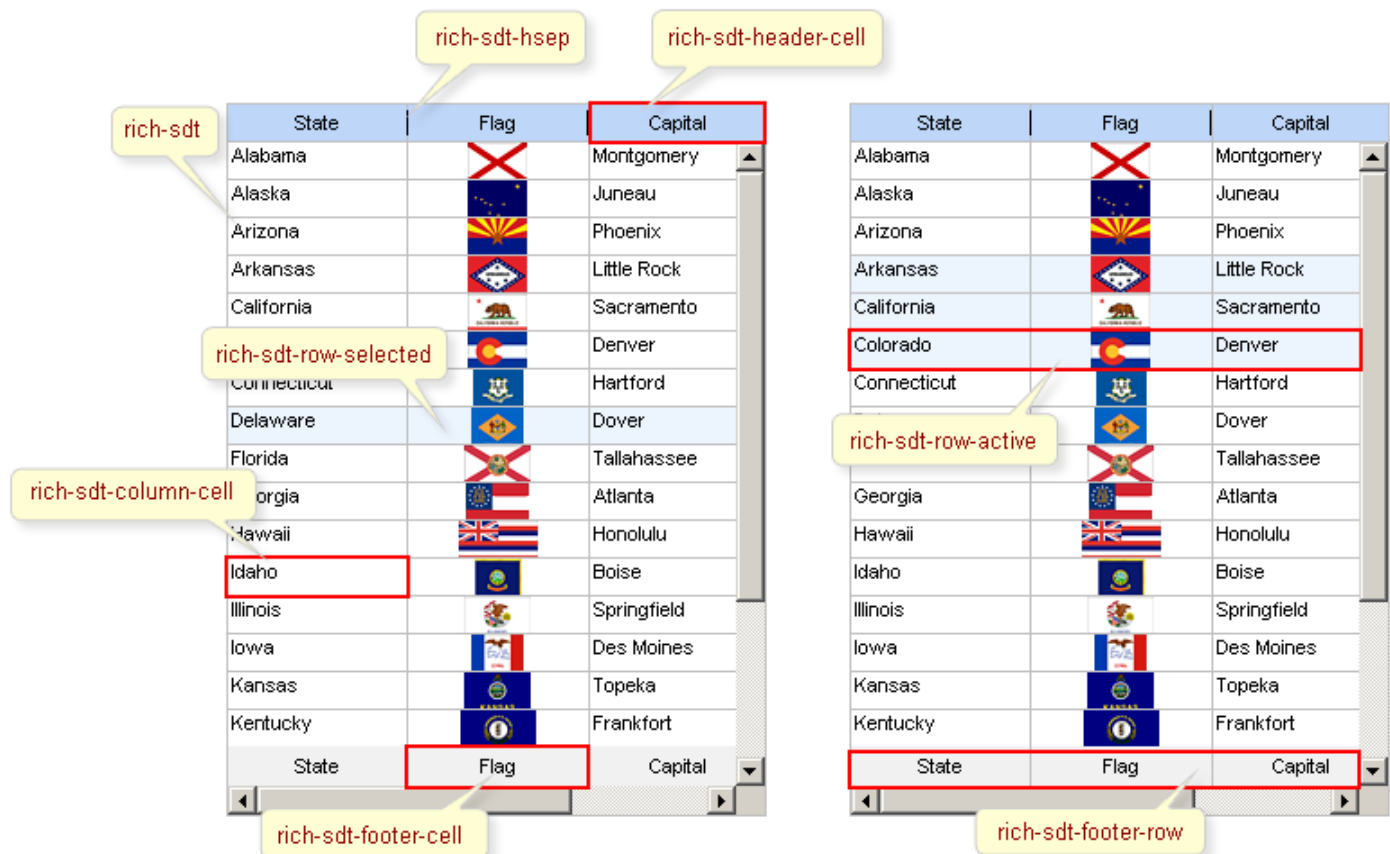 rich-sdt-hsep
rich-sdt-header-cell
rich-sdt
State Flag Capital
Alabama Montgomery
Alaska Juneau
Arizona Phoenix
Arkansas Little Rock
California Sacramento
rich-sdt-row-selected
Denver
Connecticut Hartford
Delaware Dover
Florida Tallahassee
rich-sdt-column-cell
orgia Atlanta
Hawaii Honolulu
Idaho Boise
Illinois Springfield
Iowa Des Moines
Kansas Topeka
Kentucky Frankfort
State Flag Capital
rich-sdt-footer-cell
State Flag Capital
Alabama Montgomery
Alaska Juneau
Arizona Phoenix
Arkansas Little Rock
California Sacramento
Colorado Denver
Connecticut Hartford
Dover
rich-sdt-row-active
Tallahassee
Georgia Atlanta
Hawaii Honolulu
Idaho Boise
Illinois Springfield
Iowa Des Moines
Kansas Topeka
Kentucky Frankfort
State Flag Capital
rich-sdt-footer-row